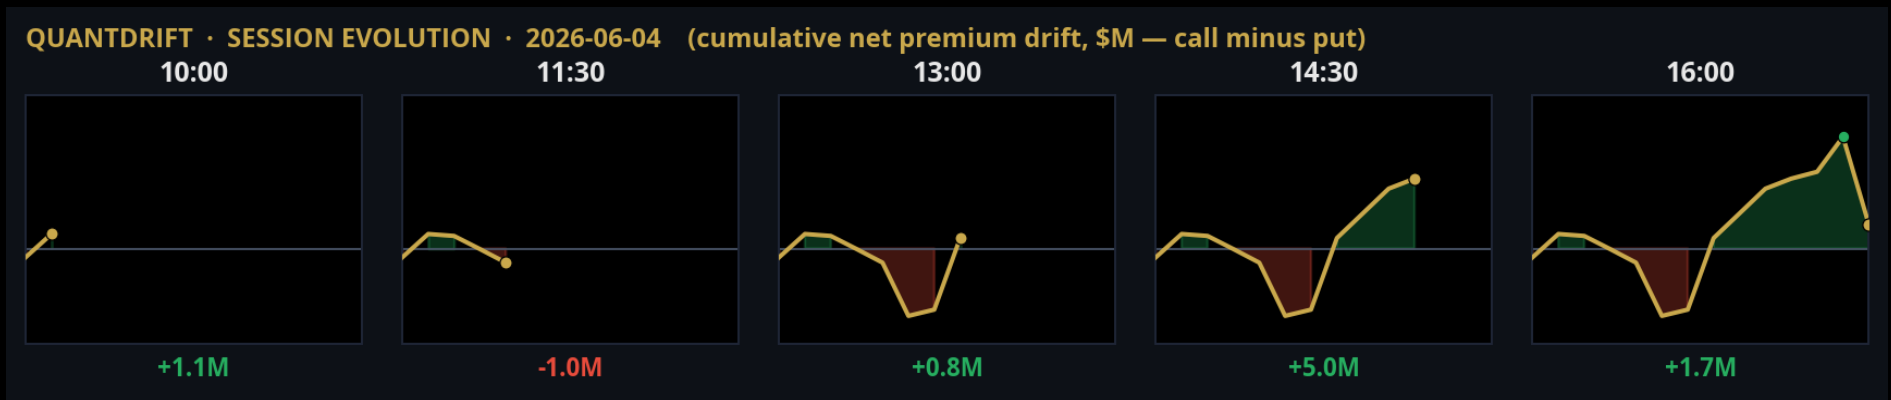 QUANTDRIFT · SESSION EVOLUTION · 2026-06-04 (cumulative net premium drift, $M — call minus put)
10:00 11:30 13:00 14:30 16:00
+1.1M -1.0M +0.8M +5.0M +1.7M